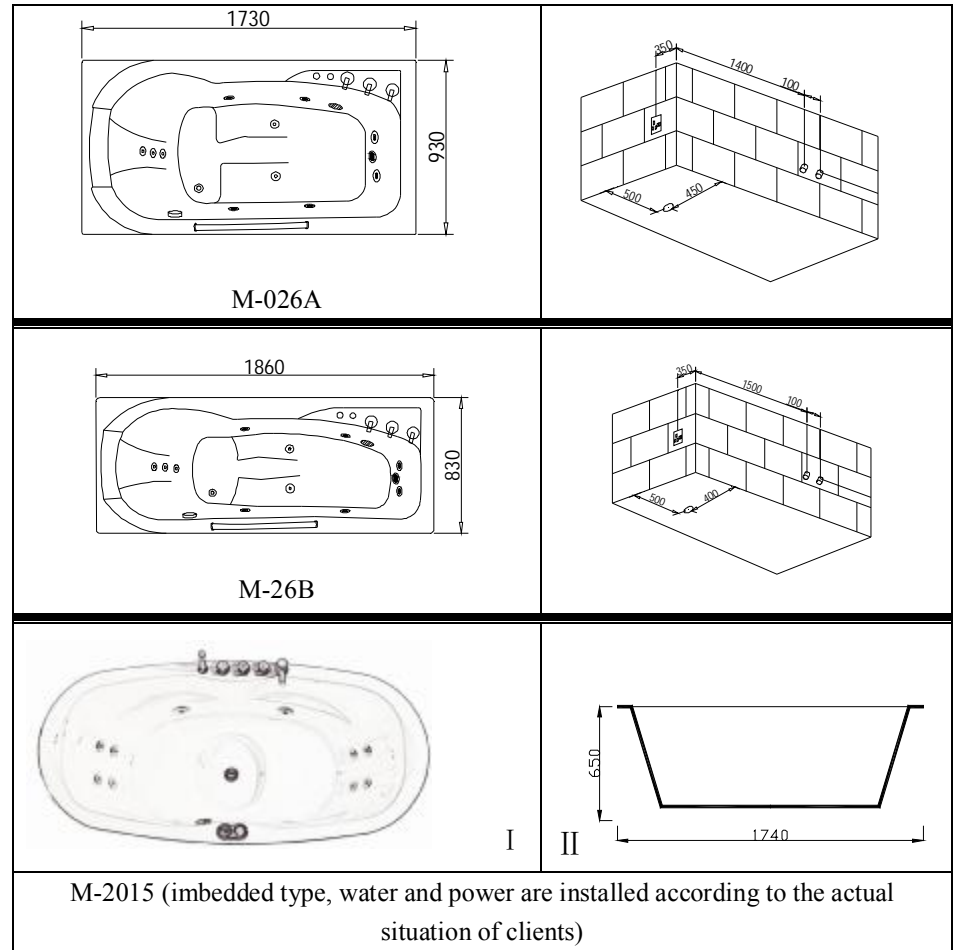 1730
930
M-026A
350
1400
100
500
450
1860
830
M-26B
350
1500
100
500
400
I
650
1740
II
M-2015 (imbedded type, water and power are installed according to the actual
situation of clients)